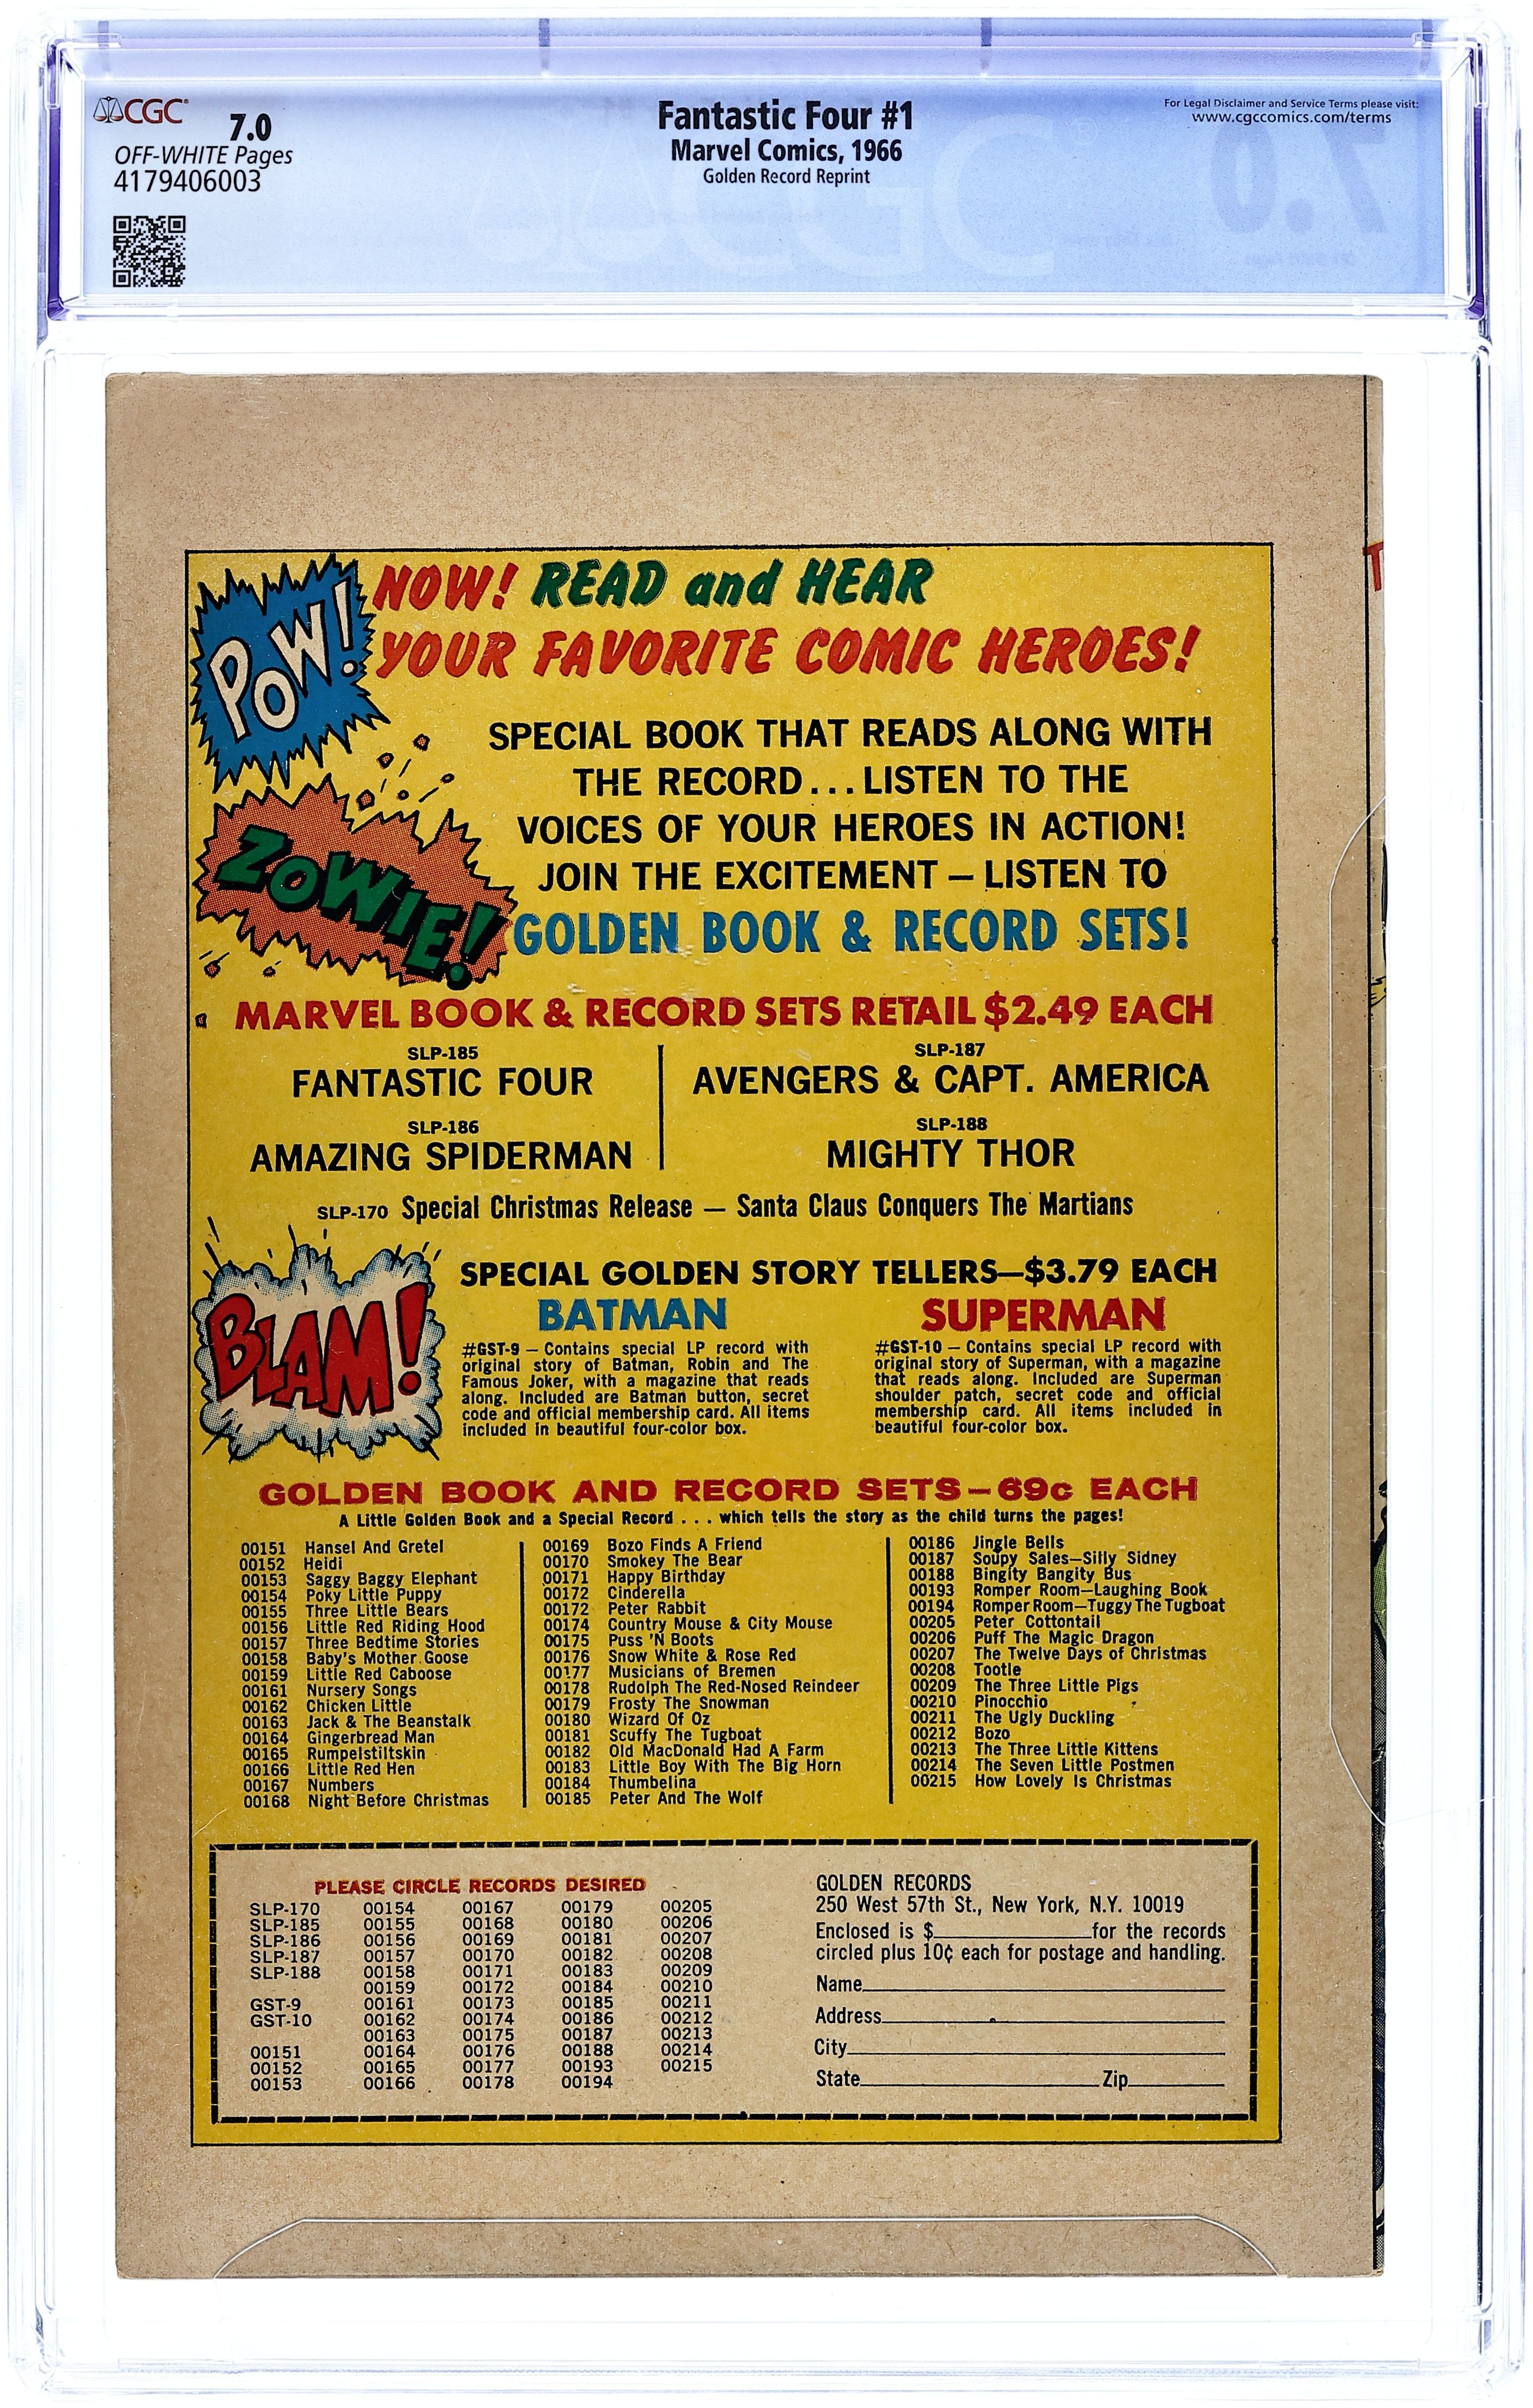 CGC
7.0
OFF-WHITE Pages
4179406003
Fantastic Four #1
Marvel Comics, 1966
Golden Record Reprint
For Legal Disclaimer and Service Terms please visit:
www.cgccomics.com/terms
POW!
NOW! READ and HEAR
YOUR FAVORITE COMIC HEROES!
SPECIAL BOOK THAT READS ALONG WITH
THE RECORD...LISTEN TO THE
VOICES OF YOUR HEROES IN ACTION!
JOIN THE EXCITEMENT — LISTEN TO
ZOWIE!
GOLDEN BOOK & RECORD SETS!
MARVEL BOOK & RECORD SETS RETAIL $2.49 EACH
SLP-185
FANTASTIC FOUR
SLP-186
AMAZING SPIDERMAN
SLP-187
AVENGERS & CAPT. AMERICA
SLP-188
MIGHTY THOR
SLP-170 Special Christmas Release — Santa Claus Conquers The Martians
BLAM!
SPECIAL GOLDEN STORY TELLERS—$3.79 EACH
BATMAN
#GST-9 — Contains special LP record with
original story of Batman, Robin and The
Famous Joker, with a magazine that reads
along. Included are Batman button, secret
code and official membership card. All items
included in beautiful four-color box.
SUPERMAN
#GST-10 — Contains special LP record with
original story of Superman, with a magazine
that reads along. Included are Superman
shoulder patch, secret code and official
membership card. All items included in
beautiful four-color box.
GOLDEN BOOK AND RECORD SETS—69c EACH
A Little Golden Book and a Special Record . . . which tells the story as the child turns the pages!
00151 Hansel And Gretel
00152 Heidi
00153 Saggy Baggy Elephant
00154 Poky Little Puppy
00155 Three Little Bears
00156 Little Red Riding Hood
00157 Three Bedtime Stories
00158 Baby's Mother Goose
00159 Little Red Caboose
00161 Nursery Songs
00162 Chicken Little
00163 Jack & The Beanstalk
00164 Gingerbread Man
00165 Rumpelstiltskin
00166 Little Red Hen
00167 Numbers
00168 Night Before Christmas
00169 Bozo Finds A Friend
00170 Smokey The Bear
00171 Happy Birthday
00172 Cinderella
00172 Peter Rabbit
00174 Country Mouse & City Mouse
00175 Puss 'N Boots
00176 Snow White & Rose Red
00177 Musicians of Bremen
00178 Rudolph The Red-Nosed Reindeer
00179 Frosty The Snowman
00180 Wizard Of Oz
00181 Scuffy The Tugboat
00182 Old MacDonald Had A Farm
00183 Little Boy With The Big Horn
00184 Thumbelina
00185 Peter And The Wolf
00186 Jingle Bells
00187 Soupy Sales—Silly Sidney
00188 Bingity Bangity Bus
00193 Romper Room—Laughing Book
00194 Romper Room—Tuggy The Tugboat
00205 Peter Cottontail
00206 Puff The Magic Dragon
00207 The Twelve Days of Christmas
00208 Tootle
00209 The Three Little Pigs
00210 Pinocchio
00211 The Ugly Duckling
00212 Bozo
00213 The Three Little Kittens
00214 The Seven Little Postmen
00215 How Lovely Is Christmas
PLEASE CIRCLE RECORDS DESIRED
SLP-170 00154 00167 00179 00205
SLP-185 00155 00168 00180 00206
SLP-186 00156 00169 00181 00207
SLP-187 00157 00170 00182 00208
SLP-188 00158 00171 00183 00209
00159 00172 00184 00210
GST-9 00161 00173 00185 00211
GST-10 00162 00174 00186 00212
00163 00175 00187 00213
00151 00164 00176 00188 00214
00152 00165 00177 00193 00215
00153 00166 00178 00194
GOLDEN RECORDS
250 West 57th St., New York, N.Y. 10019
Enclosed is $ for the records
circled plus 10¢ each for postage and handling.
Name
Address
City
State Zip